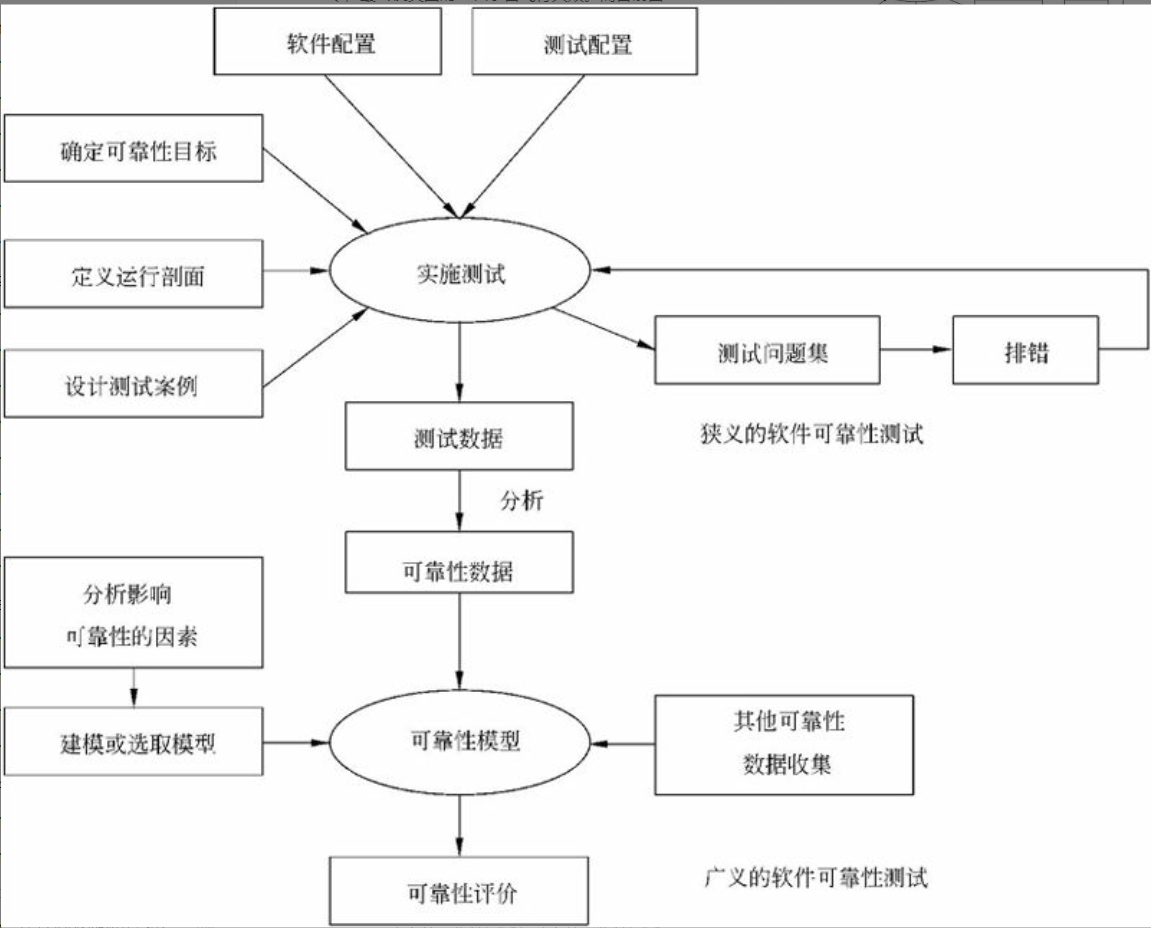 软件配置
测试配置
确定可靠性目标
定义运行剖面
实施测试
设计测试案例
测试问题集
排错
狭义的软件可靠性测试
测试数据
分析
可靠性数据
分析影响
可靠性的因素
建模或选取模型
可靠性模型
其他可靠性
数据收集
可靠性评价
广义的软件可靠性测试